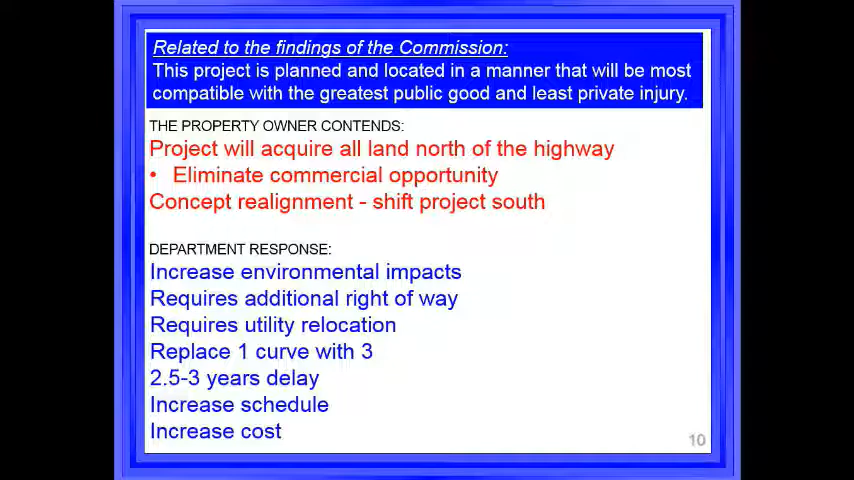 Related to the findings of the Commission:
This project is planned and located in a manner that will be most
compatible with the greatest public good and least private injury.
THE PROPERTY OWNER CONTENDS:
Project will acquire all land north of the highway
• Eliminate commercial opportunity
Concept realignment - shift project south
DEPARTMENT RESPONSE:
Increase environmental impacts
Requires additional right of way
Requires utility relocation
Replace 1 curve with 3
2.5-3 years delay
Increase schedule
Increase cost
10